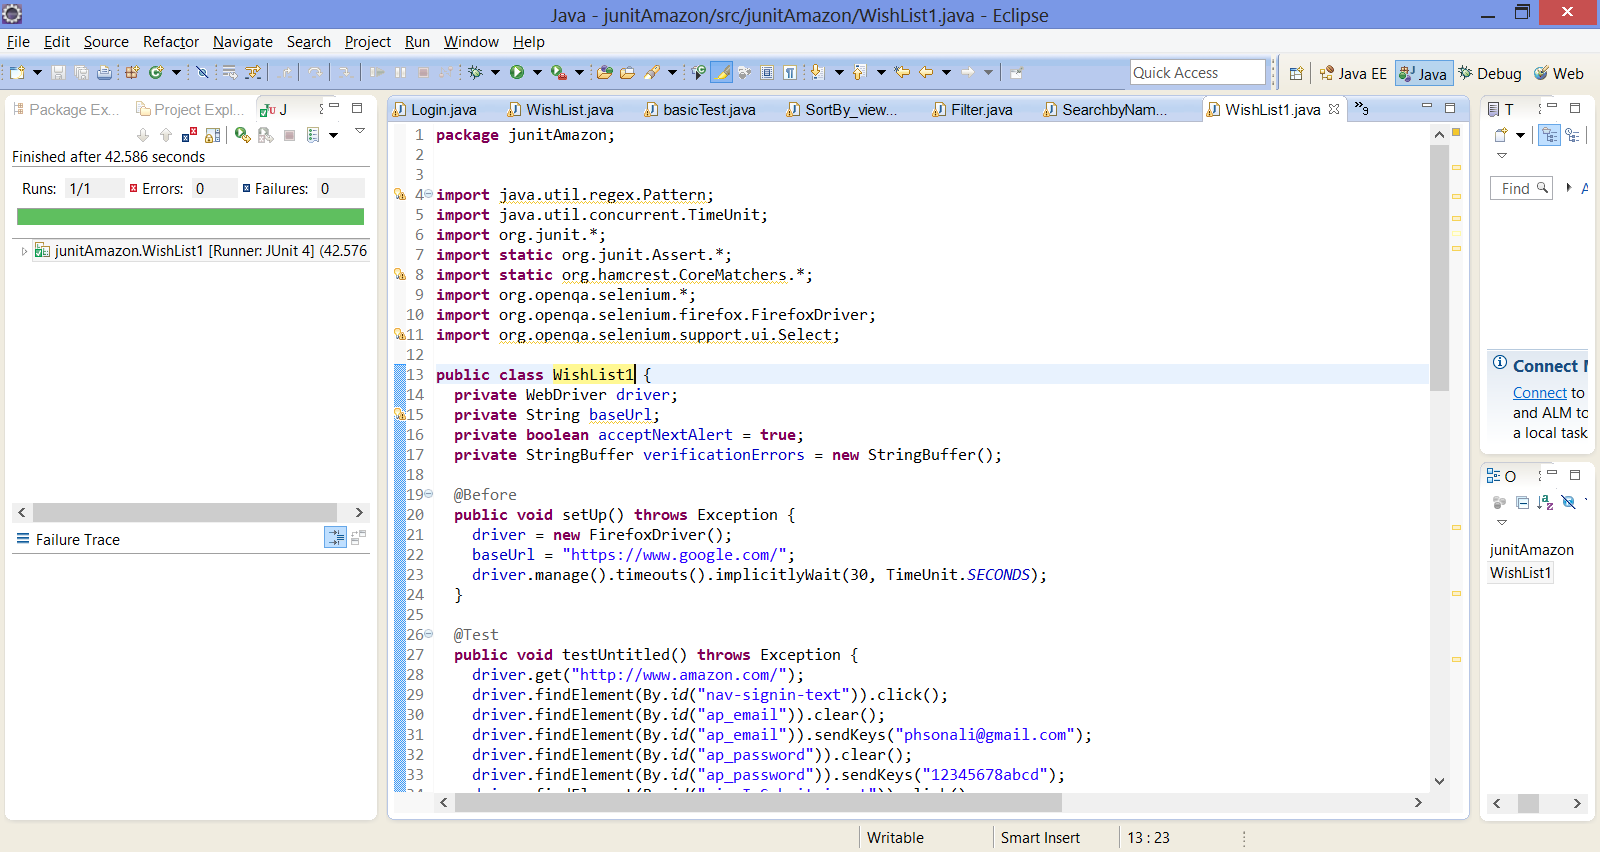 Java - junitAmazon/src/junitAmazon/WishList1.java - Eclipse
File Edit Source Refactor Navigate Search Project Run Window Help
Quick Access
Java EE Java Debug Web
Package Ex... Project Expl... J
Finished after 42.586 seconds
Runs: 1/1 Errors: 0 Failures: 0
junitAmazon.WishList1 [Runner: JUnit 4] (42.576
Failure Trace
Login.java WishList.java basicTest.java SortBy_view... Filter.java SearchbyNam... WishList1.java »9
1 package junitAmazon;
2
3
4 import java.util.regex.Pattern;
5 import java.util.concurrent.TimeUnit;
6 import org.junit.*;
7 import static org.junit.Assert.*;
8 import static org.hamcrest.CoreMatchers.*;
9 import org.openqa.selenium.*;
10 import org.openqa.selenium.firefox.FirefoxDriver;
11 import org.openqa.selenium.support.ui.Select;
12
13 public class WishList1 {
14 private WebDriver driver;
15 private String baseUrl;
16 private boolean acceptNextAlert = true;
17 private StringBuffer verificationErrors = new StringBuffer();
18
19 @Before
20 public void setUp() throws Exception {
21 driver = new FirefoxDriver();
22 baseUrl = "https://www.google.com/";
23 driver.manage().timeouts().implicitlyWait(30, TimeUnit.SECONDS);
24 }
25
26 @Test
27 public void testUntitled() throws Exception {
28 driver.get("http://www.amazon.com/");
29 driver.findElement(By.id("nav-signin-text")).click();
30 driver.findElement(By.id("ap_email")).clear();
31 driver.findElement(By.id("ap_email")).sendKeys("phsonali@gmail.com");
32 driver.findElement(By.id("ap_password")).clear();
33 driver.findElement(By.id("ap_password")).sendKeys("12345678abcd");
T
Find A
Connect
Connect to
and ALM to
a local task
O
junitAmazon
WishList1
Writable Smart Insert 13 : 23